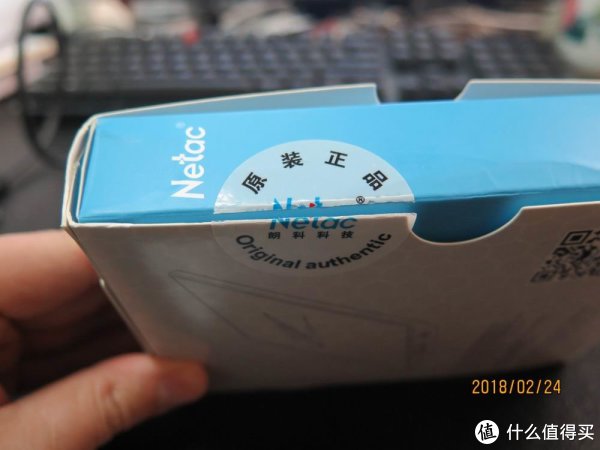 Netac®
原装正品
Netac®
朗科科技
Original authentic
2018/02/24
值 什么值得买